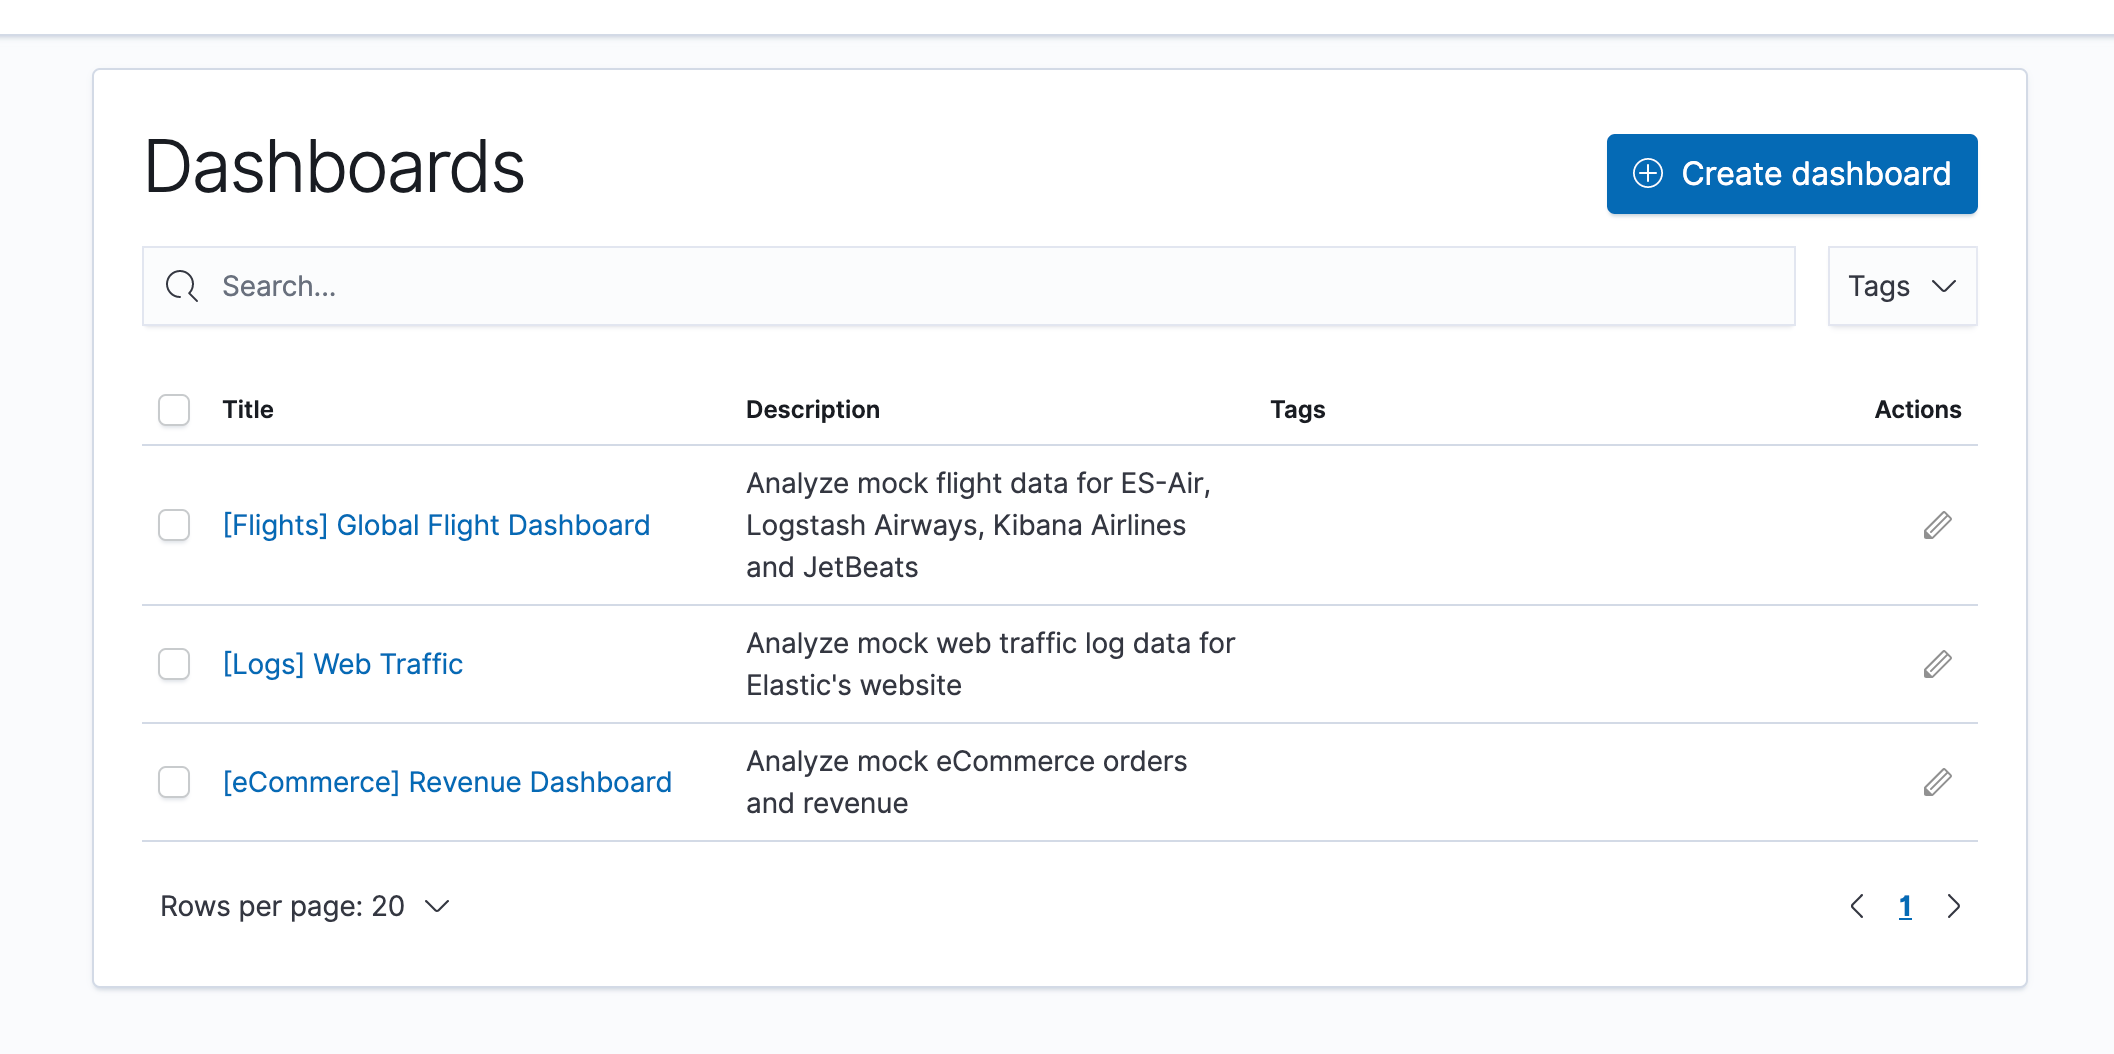 Dashboards
Create dashboard
Search...
Tags
Title Description Tags Actions
[Flights] Global Flight Dashboard
Analyze mock flight data for ES-Air,
Logstash Airways, Kibana Airlines
and JetBeats
[Logs] Web Traffic
Analyze mock web traffic log data for
Elastic's website
[eCommerce] Revenue Dashboard
Analyze mock eCommerce orders
and revenue
Rows per page: 20
1